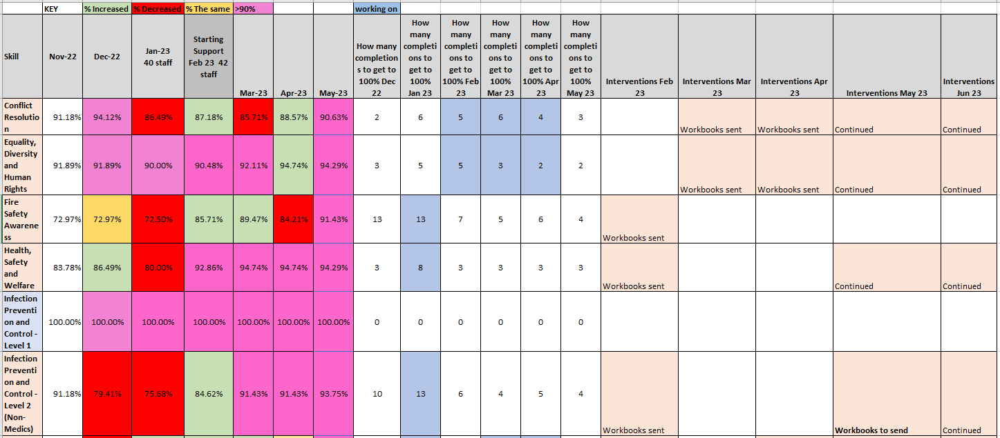 KEY % Increased % Decreased % The same >90% working on
Skill Nov-22 Dec-22 Jan-23 40 staff Starting Support Feb 23 42 staff Mar-23 Apr-23 May-23 How many completions to get to 100% Dec 22 How many completions to get to 100% Jan 23 How many completions to get to 100% Feb 23 How many completions to get to 100% Mar 23 How many completions to get to 100% Apr 23 How many completions to get to 100% May 23 Interventions Feb 23 Interventions Mar 23 Interventions Apr 23 Interventions May 23 Interventions Jun 23
Conflict Resolution 91.18% 94.12% 86.49% 87.18% 85.71% 88.57% 90.63% 2 6 5 6 4 3 Workbooks sent Workbooks sent Continued Continued
Equality, Diversity and Human Rights 91.89% 91.89% 90.00% 90.48% 92.11% 94.74% 94.29% 3 5 5 3 2 2 Workbooks sent Workbooks sent Continued Continued
Fire Safety Awareness 72.97% 72.97% 72.50% 85.71% 89.47% 84.21% 91.43% 13 13 7 5 6 4 Workbooks sent
Health, Safety and Welfare 83.78% 86.49% 80.00% 92.86% 94.74% 94.74% 94.29% 3 8 3 3 3 3 Workbooks sent Continued Continued
Infection Prevention and Control - Level 1 100.00% 100.00% 100.00% 100.00% 100.00% 100.00% 100.00% 0 0 0 0 0 0
Infection Prevention and Control - Level 2 (Non-Medics) 91.18% 79.41% 75.68% 84.62% 91.43% 91.43% 93.75% 10 13 6 4 5 4 Workbooks sent Workbooks to send Continued